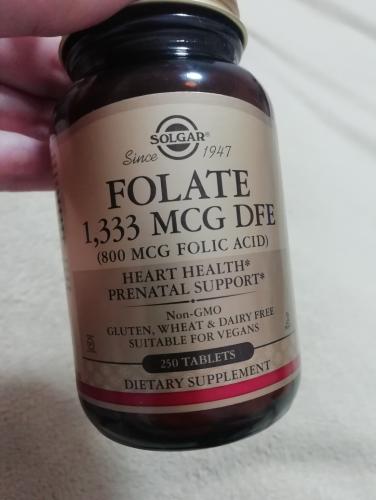 SOLGAR®
Since 1947
FOLATE
1,333 MCG DFE
(800 MCG FOLIC ACID)
HEART HEALTH*
PRENATAL SUPPORT*
NON-GMO
GLUTEN, WHEAT & DAIRY FREE
SUITABLE FOR VEGANS
250 TABLETS
DIETARY SUPPLEMENT